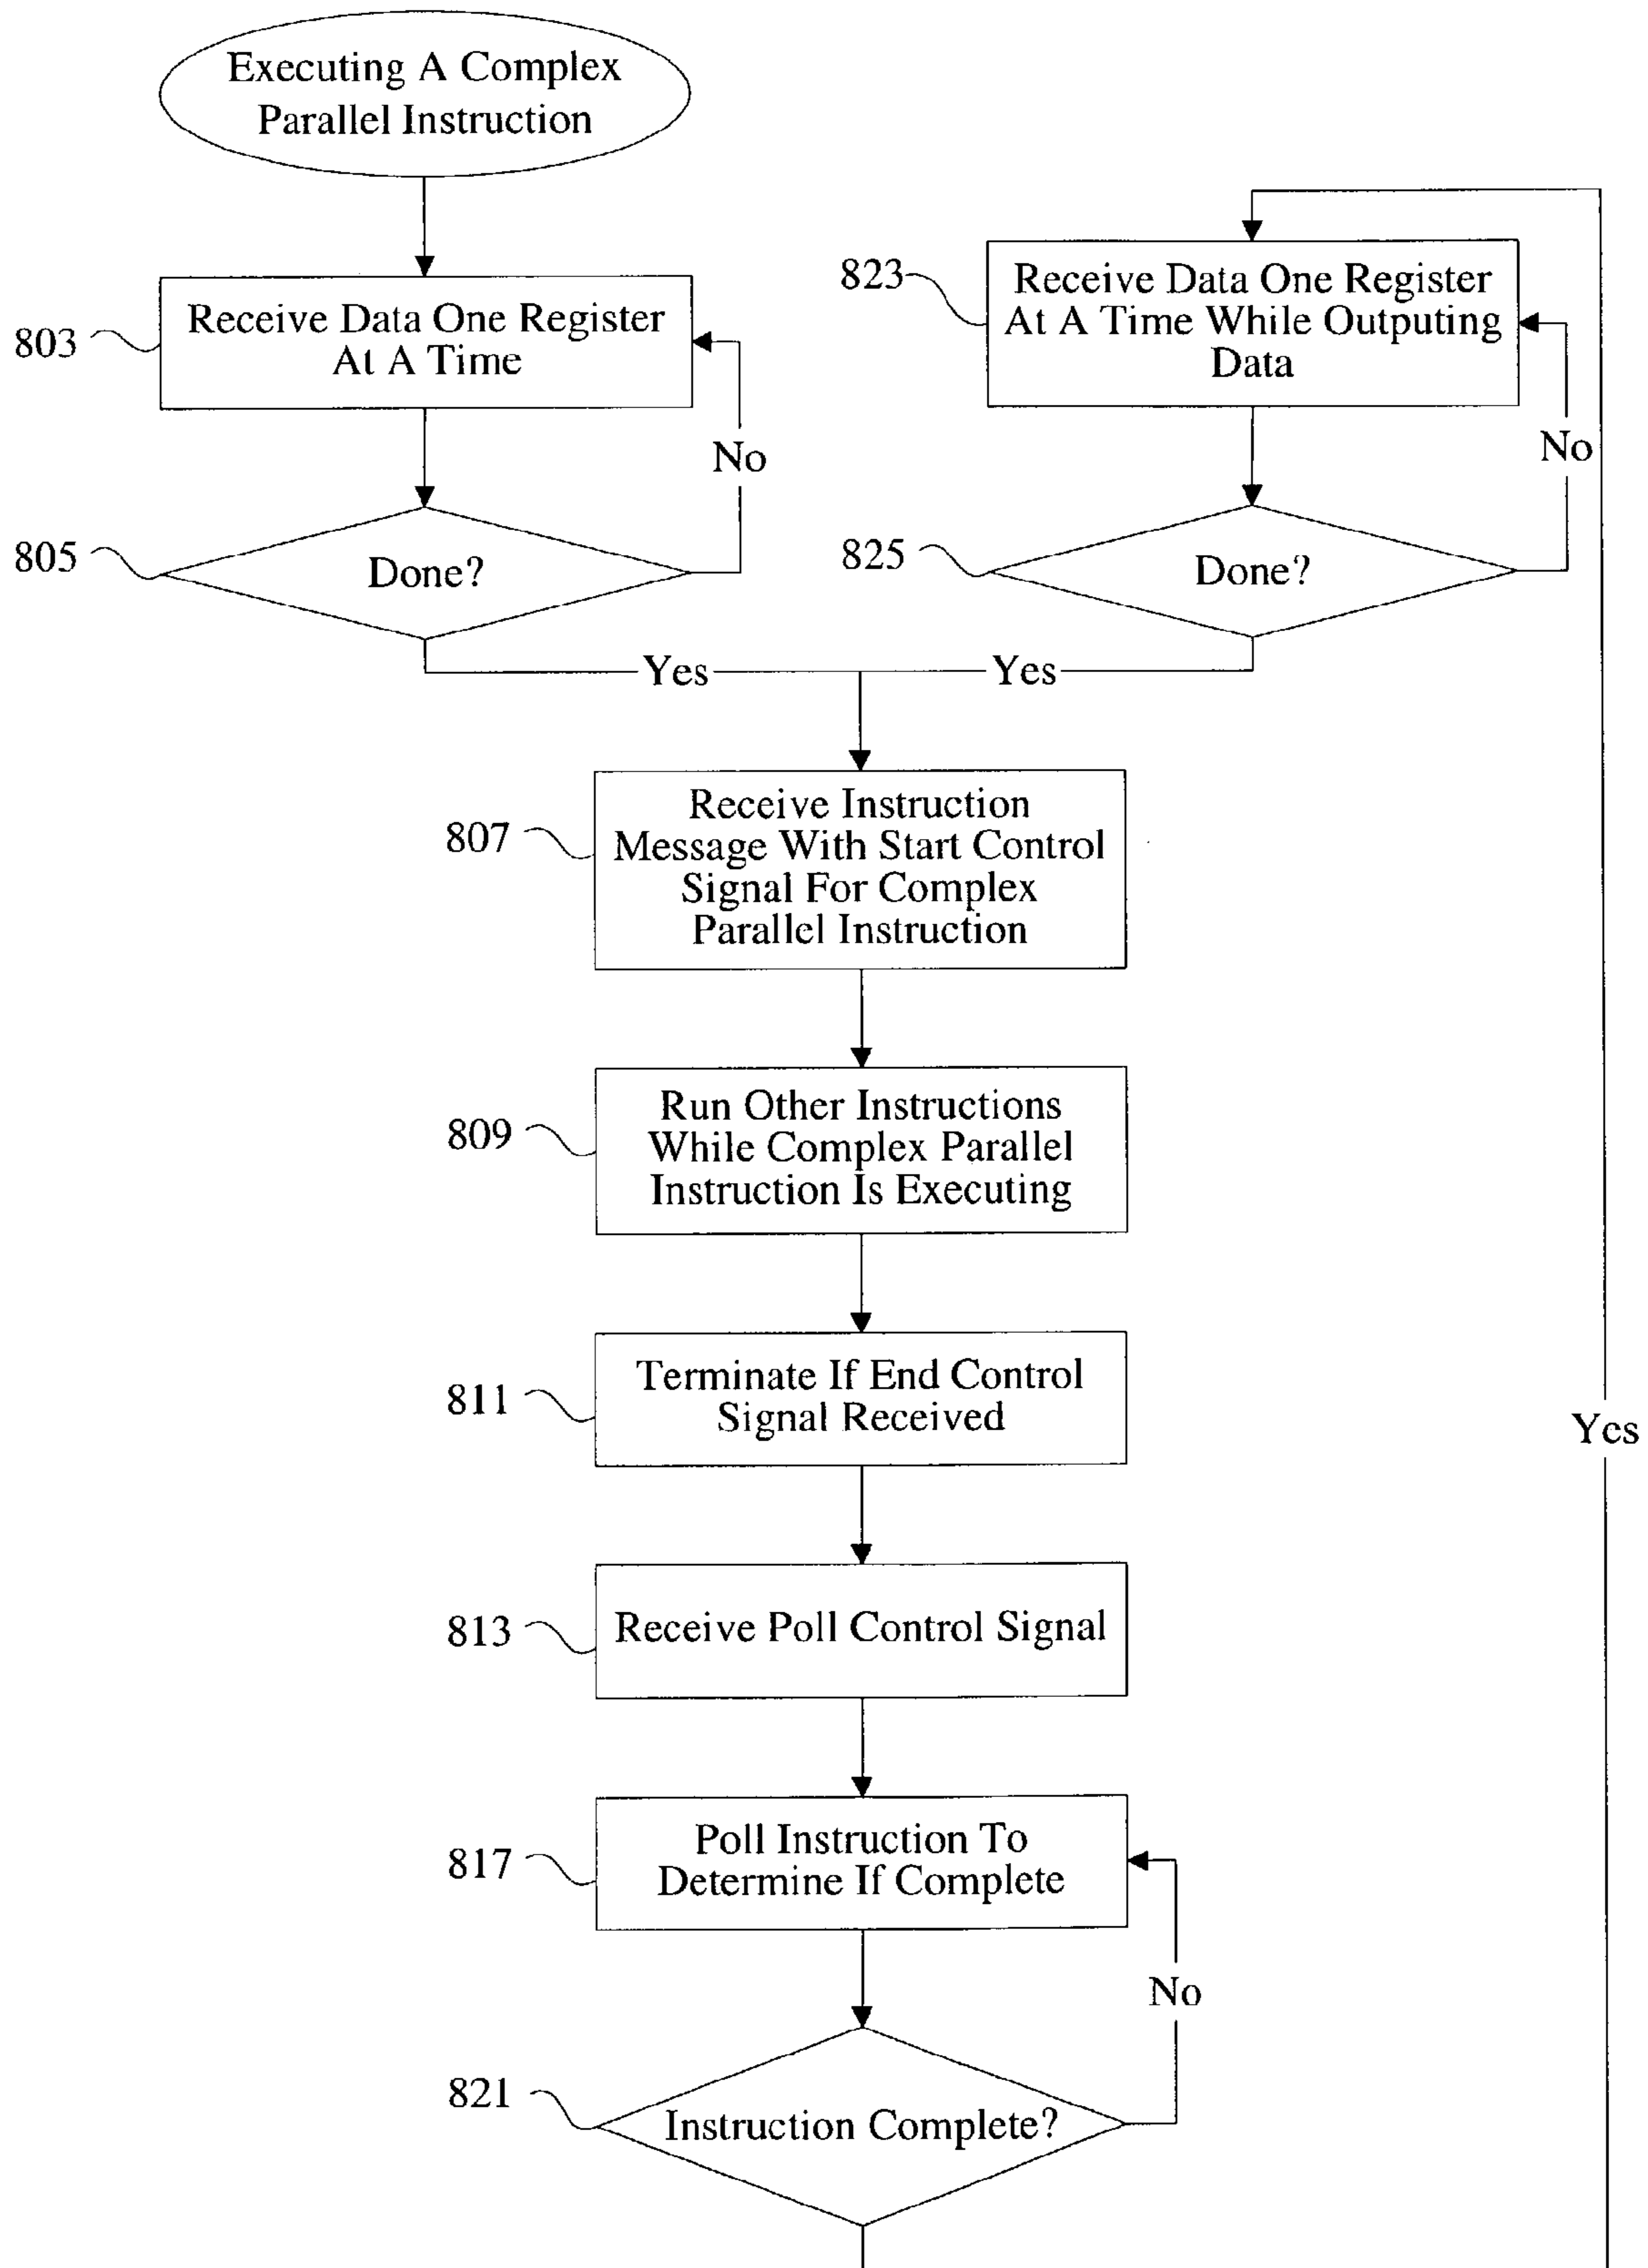 Executing A Complex
Parallel Instruction
803
Receive Data One Register
At A Time
No
805
Done?
Yes
823
Receive Data One Register
At A Time While Outputing
Data
No
825
Done?
Yes
807
Receive Instruction
Message With Start Control
Signal For Complex
Parallel Instruction
809
Run Other Instructions
While Complex Parallel
Instruction Is Executing
811
Terminate If End Control
Signal Received
813
Receive Poll Control Signal
817
Poll Instruction To
Determine If Complete
No
821
Instruction Complete?
Yes